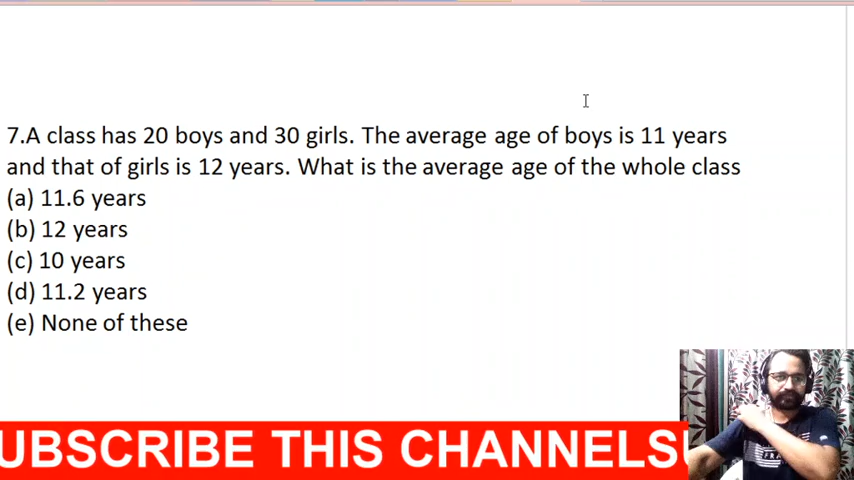 7.A class has 20 boys and 30 girls. The average age of boys is 11 years
and that of girls is 12 years. What is the average age of the whole class
(a) 11.6 years
(b) 12 years
(c) 10 years
(d) 11.2 years
(e) None of these
UBSCRIBE THIS CHANNELSU